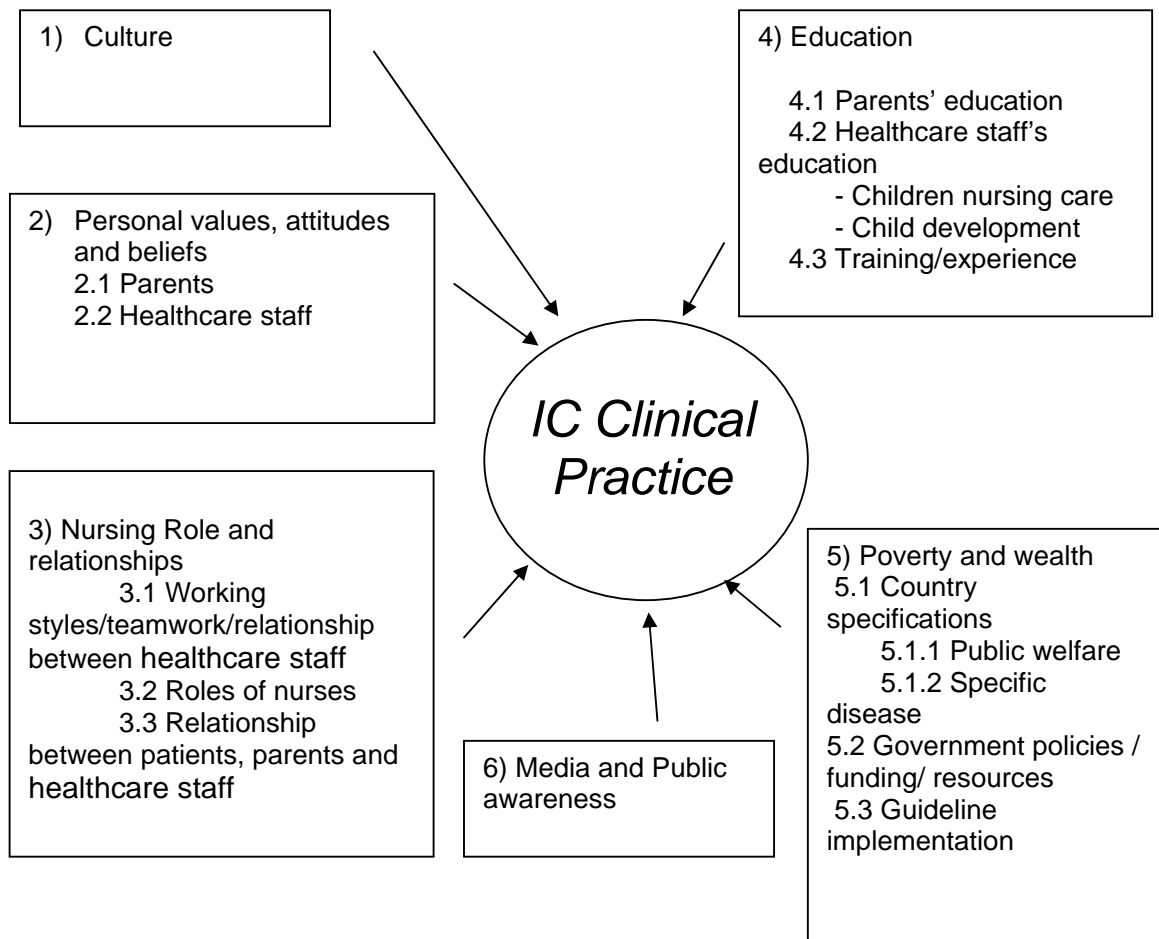 1) Culture
2) Personal values, attitudes
and beliefs
2.1 Parents
2.2 Healthcare staff
3) Nursing Role and
relationships
3.1 Working
styles/teamwork/relationship
between healthcare staff
3.2 Roles of nurses
3.3 Relationship
between patients, parents and
healthcare staff
4) Education
4.1 Parents’ education
4.2 Healthcare staff’s
education
- Children nursing care
- Child development
4.3 Training/experience
5) Poverty and wealth
5.1 Country
specifications
5.1.1 Public welfare
5.1.2 Specific
disease
5.2 Government policies /
funding/ resources
5.3 Guideline
implementation
6) Media and Public
awareness
IC Clinical
Practice